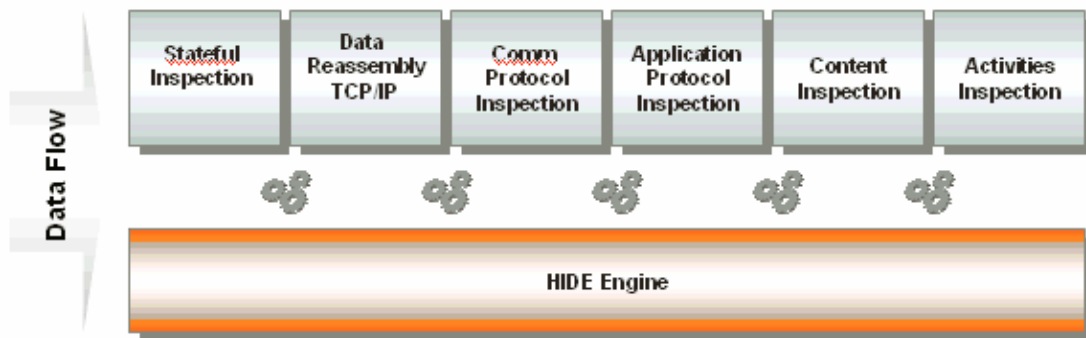 Data Flow
Stateful
Inspection
Data
Reassembly
TCP/IP
Comm
Protocol
Inspection
Application
Protocol
Inspection
Content
Inspection
Activities
Inspection
HIDE Engine